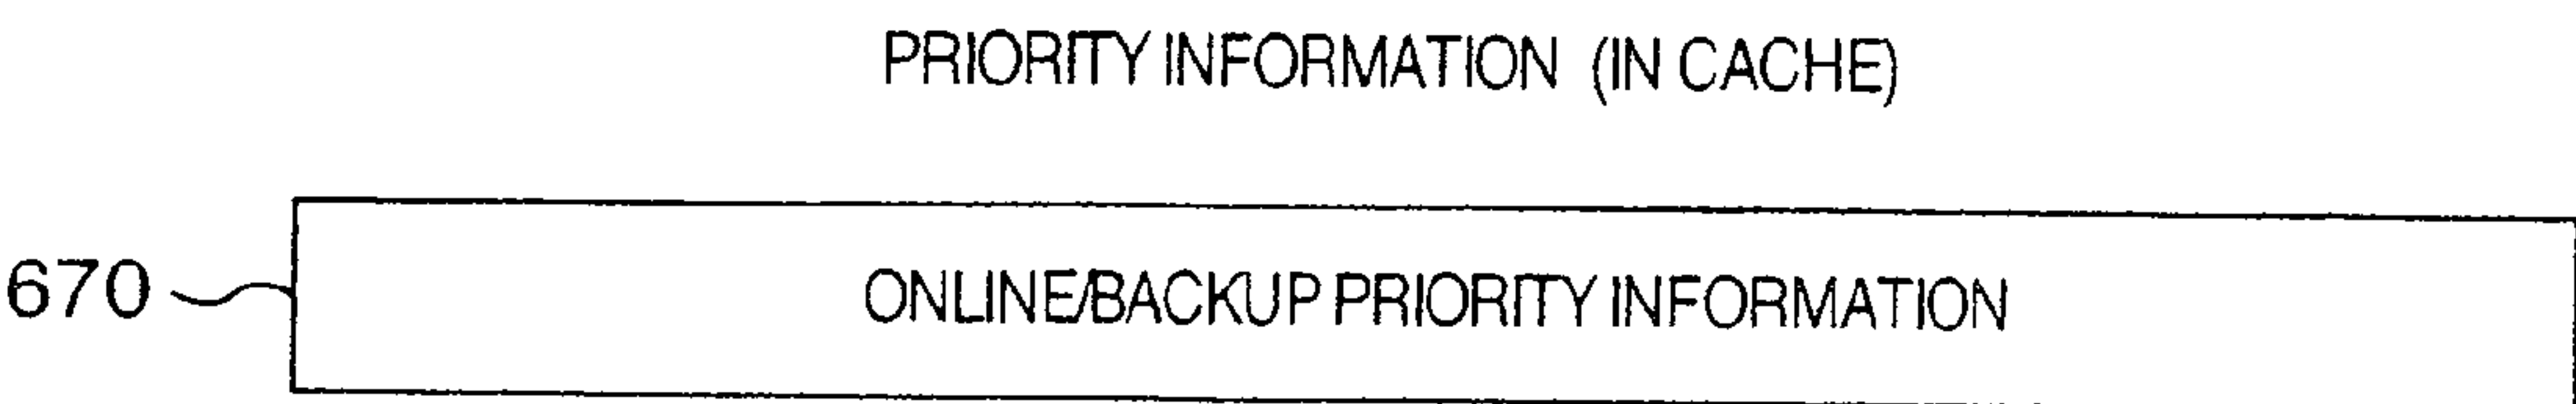 PRIORITY INFORMATION (IN CACHE)
670
ONLINE/BACKUP PRIORITY INFORMATION